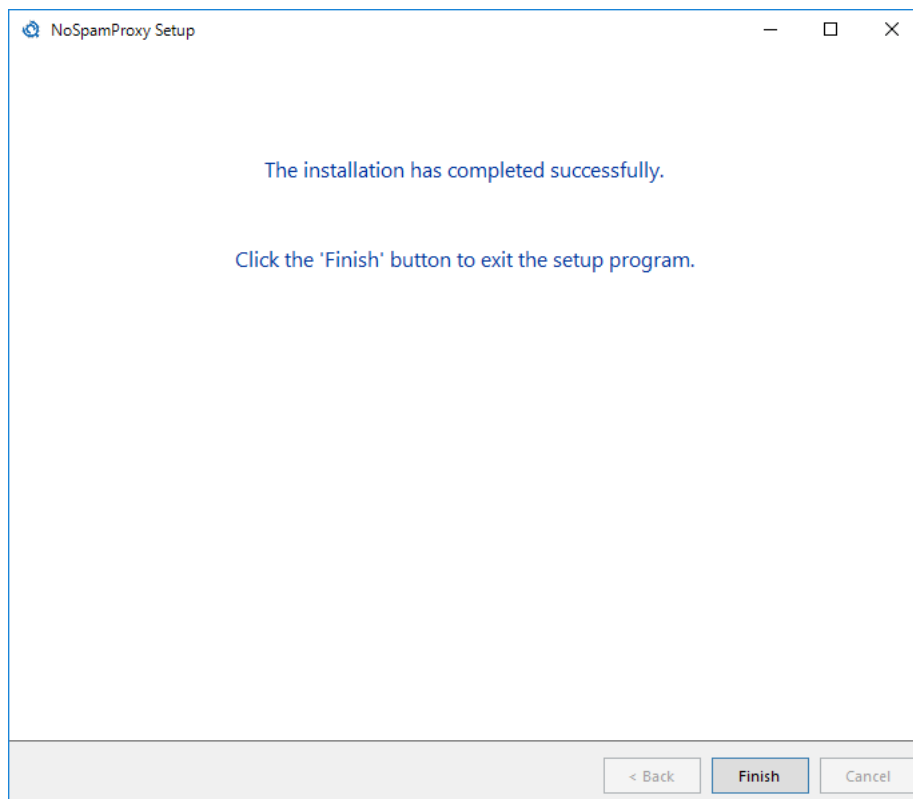 NoSpamProxy Setup
The installation has completed successfully.
Click the 'Finish' button to exit the setup program.
< Back Finish Cancel